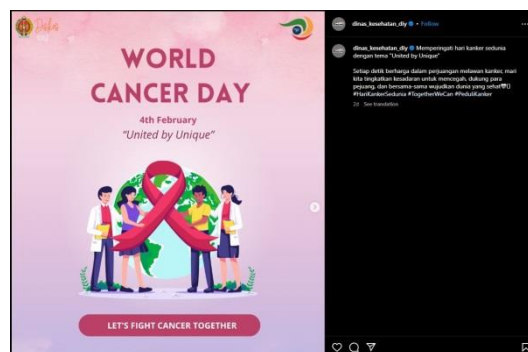 Dinkes
WORLD
CANCER DAY
4th February
“United by Unique”
LET'S FIGHT CANCER TOGETHER
dinas_kesehatan_diy • Follow
dinas_kesehatan_diy Memperingati hari kanker sedunia
dengan tema "United by Unique"
Setiap detik berharga dalam perjuangan melawan kanker, mari
kita tingkatkan kesadaran untuk mencegah, dukung para
pejuang, dan bersama-sama wujudkan dunia yang sehat
#HariKankerSedunia #TogetherWeCan #PeduliKanker
2d See translation